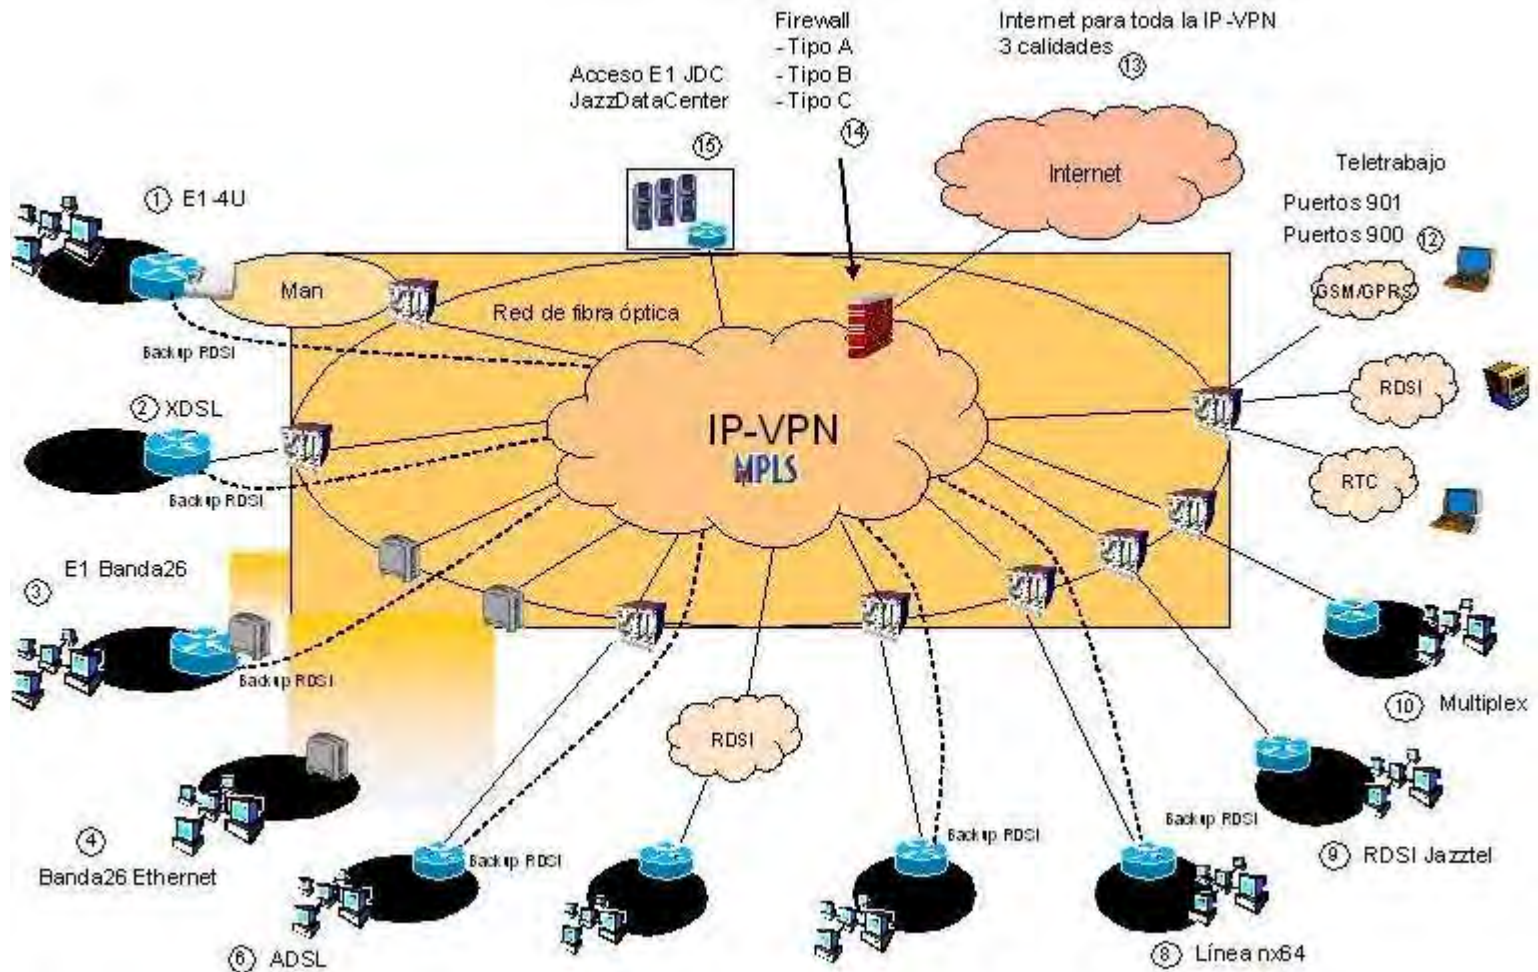 Firewall
- Tipo A
- Tipo B
- Tipo C
14
Internet para toda la IP-VPN
3 calidades
13
Acceso E1 JDC
JazzDataCenter
15
Internet
Teletrabajo
Puertos 901
Puertos 900
12
1 E1-4U
Man
Red de fibra óptica
GSM/GPRS
Backup RDSI
RDSI
2 XDSL
IP-VPN
MPLS
Backup RDSI
RTC
E1 Banda26
3
Backup RDSI
10 Multiplex
RDSI
4
Banda26 Ethernet
Backup RDSI
Backup RDSI
Backup RDSI
9 RDSI Jazztel
6 ADSL
8 Línea nx64